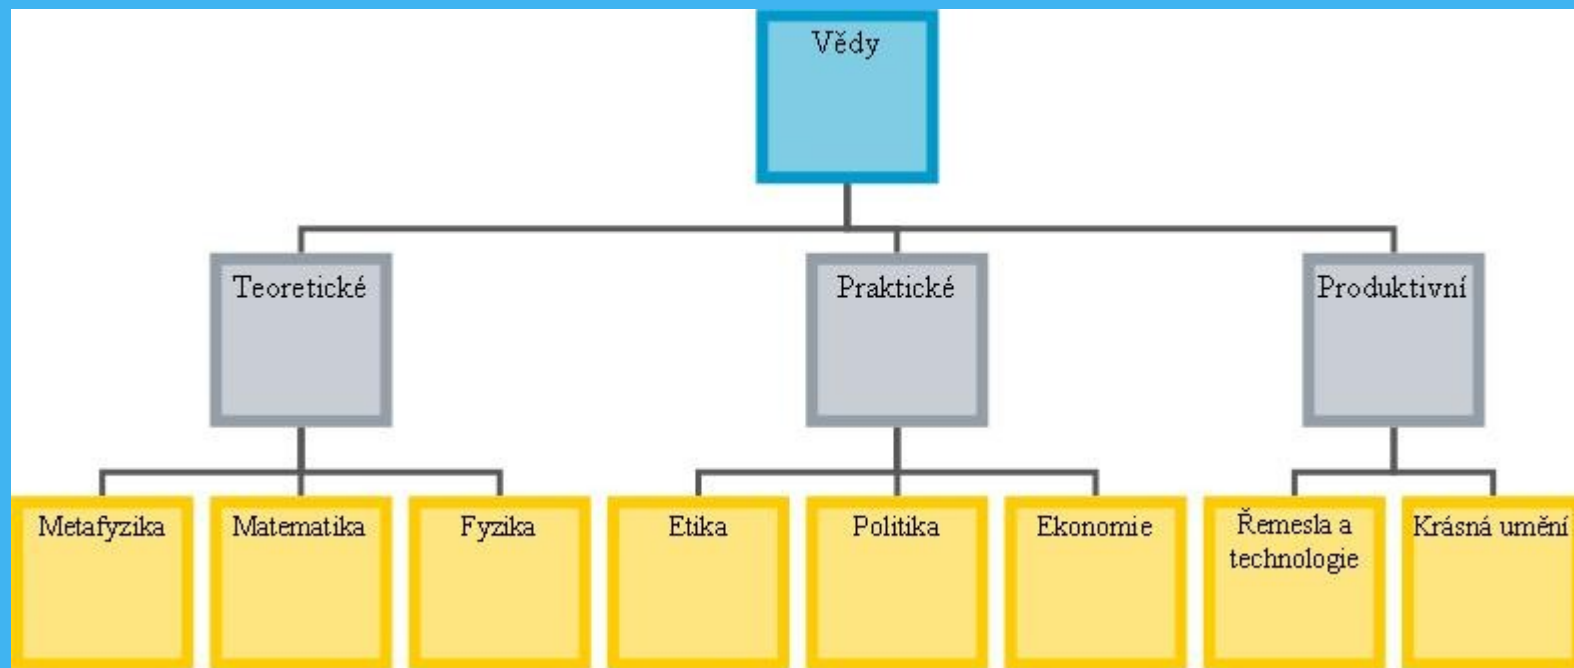 Vědy
Teoretické
Praktické
Produktivní
Metafyzika
Matematika
Fyzika
Etika
Politika
Ekonomie
Řemesla a
technologie
Krásná umění